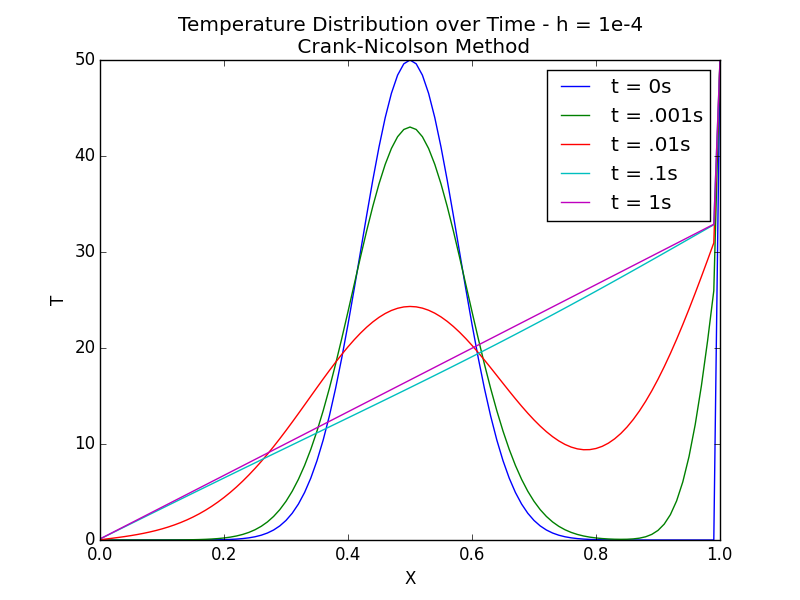 Temperature Distribution over Time - h = 1e-4
Crank-Nicolson Method
t = 0s
t = .001s
t = .01s
t = .1s
t = 1s
50
40
30
20
10
0
T
0.0 0.2 0.4 0.6 0.8 1.0
X